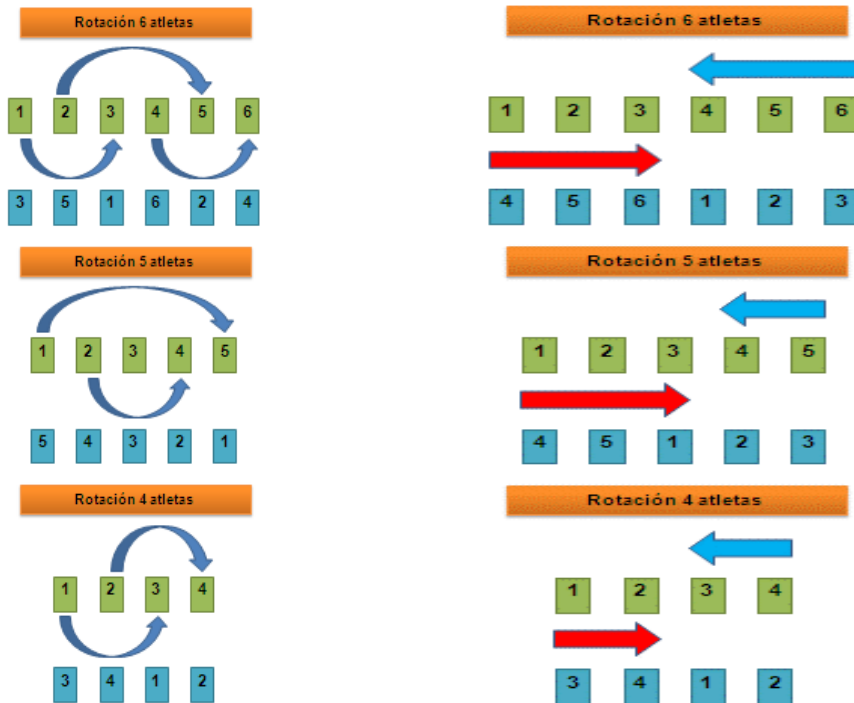 Rotación 6 atletas
1 2 3 4 5 6
3 5 1 6 2 4
Rotación 5 atletas
1 2 3 4 5
5 4 3 2 1
Rotación 4 atletas
1 2 3 4
3 4 1 2
Rotación 6 atletas
1 2 3 4 5 6
4 5 6 1 2 3
Rotación 5 atletas
1 2 3 4 5
4 5 1 2 3
Rotación 4 atletas
1 2 3 4
3 4 1 2